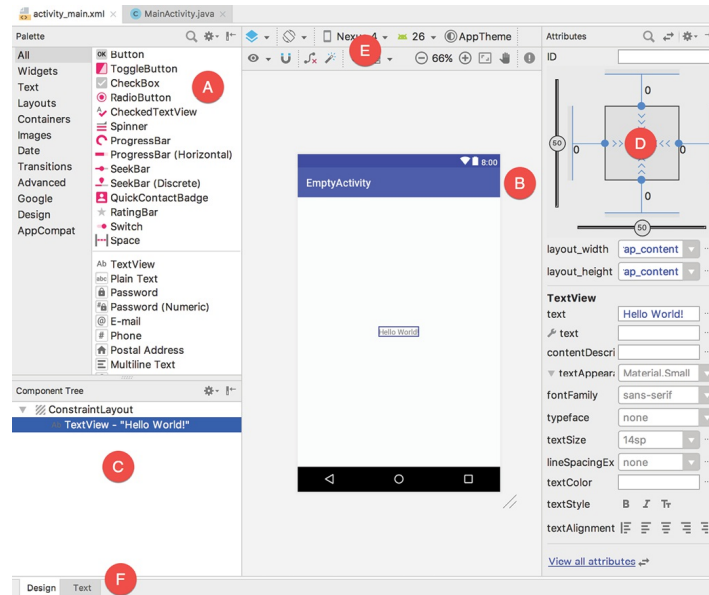 activity_main.xml × MainActivity.java ×
Palette
All
Widgets
Text
Layouts
Containers
Images
Date
Transitions
Advanced
Google
Design
AppCompat
OK Button
ToggleButton
CheckBox
RadioButton
CheckedTextView
Spinner
ProgressBar
ProgressBar (Horizontal)
SeekBar
SeekBar (Discrete)
QuickContactBadge
RatingBar
Switch
Space
Ab TextView
abc Plain Text
Password
Password (Numeric)
@ E-mail
# Phone
Postal Address
Multiline Text
A
Component Tree
ConstraintLayout
TextView - "Hello World!"
C
Design Text
F
Nexus 4 26 AppTheme
E
66%
8:00
EmptyActivity
B
Hello World!
Attributes
ID
0
50
0
D
0
0
50
layout_width ap_content
layout_height ap_content
TextView
text Hello World!
text
contentDescri
textAppeara Material.Small
fontFamily sans-serif
typeface none
textSize 14sp
lineSpacingEx none
textColor
textStyle B I Tт
textAlignment
View all attributes